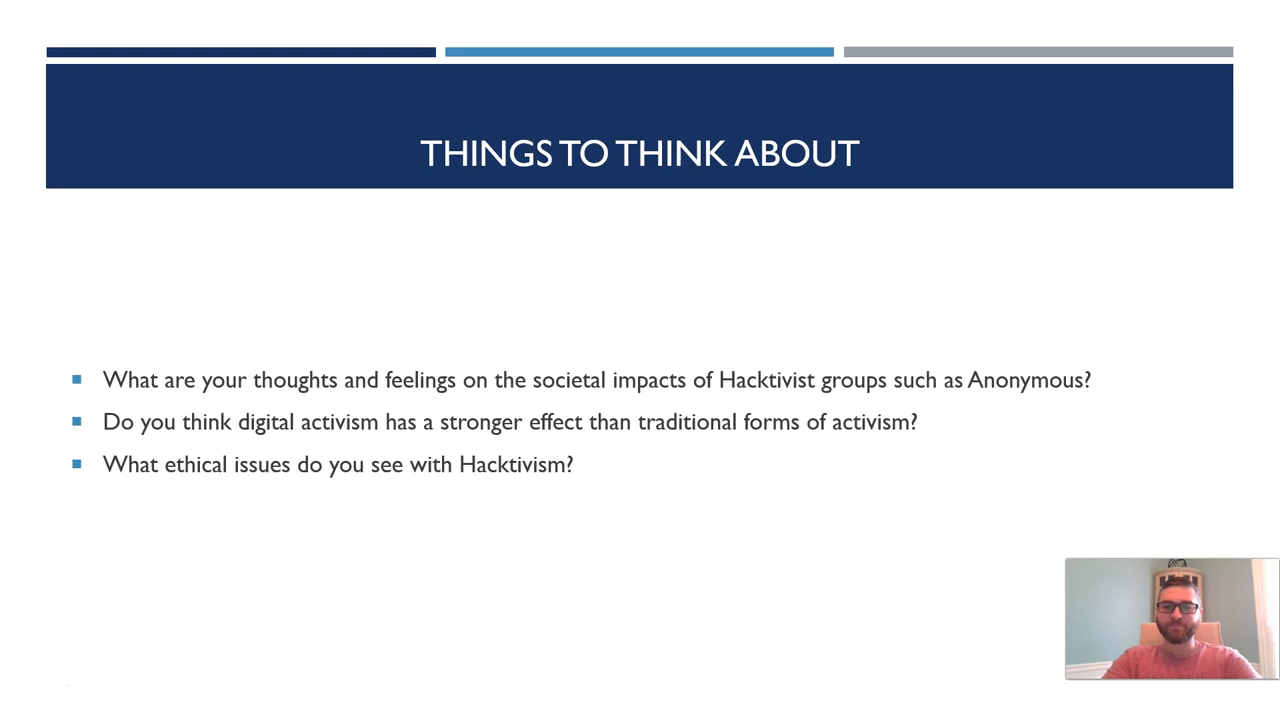 THINGS TO THINK ABOUT
What are your thoughts and feelings on the societal impacts of Hacktivist groups such as Anonymous?
Do you think digital activism has a stronger effect than traditional forms of activism?
What ethical issues do you see with Hacktivism?